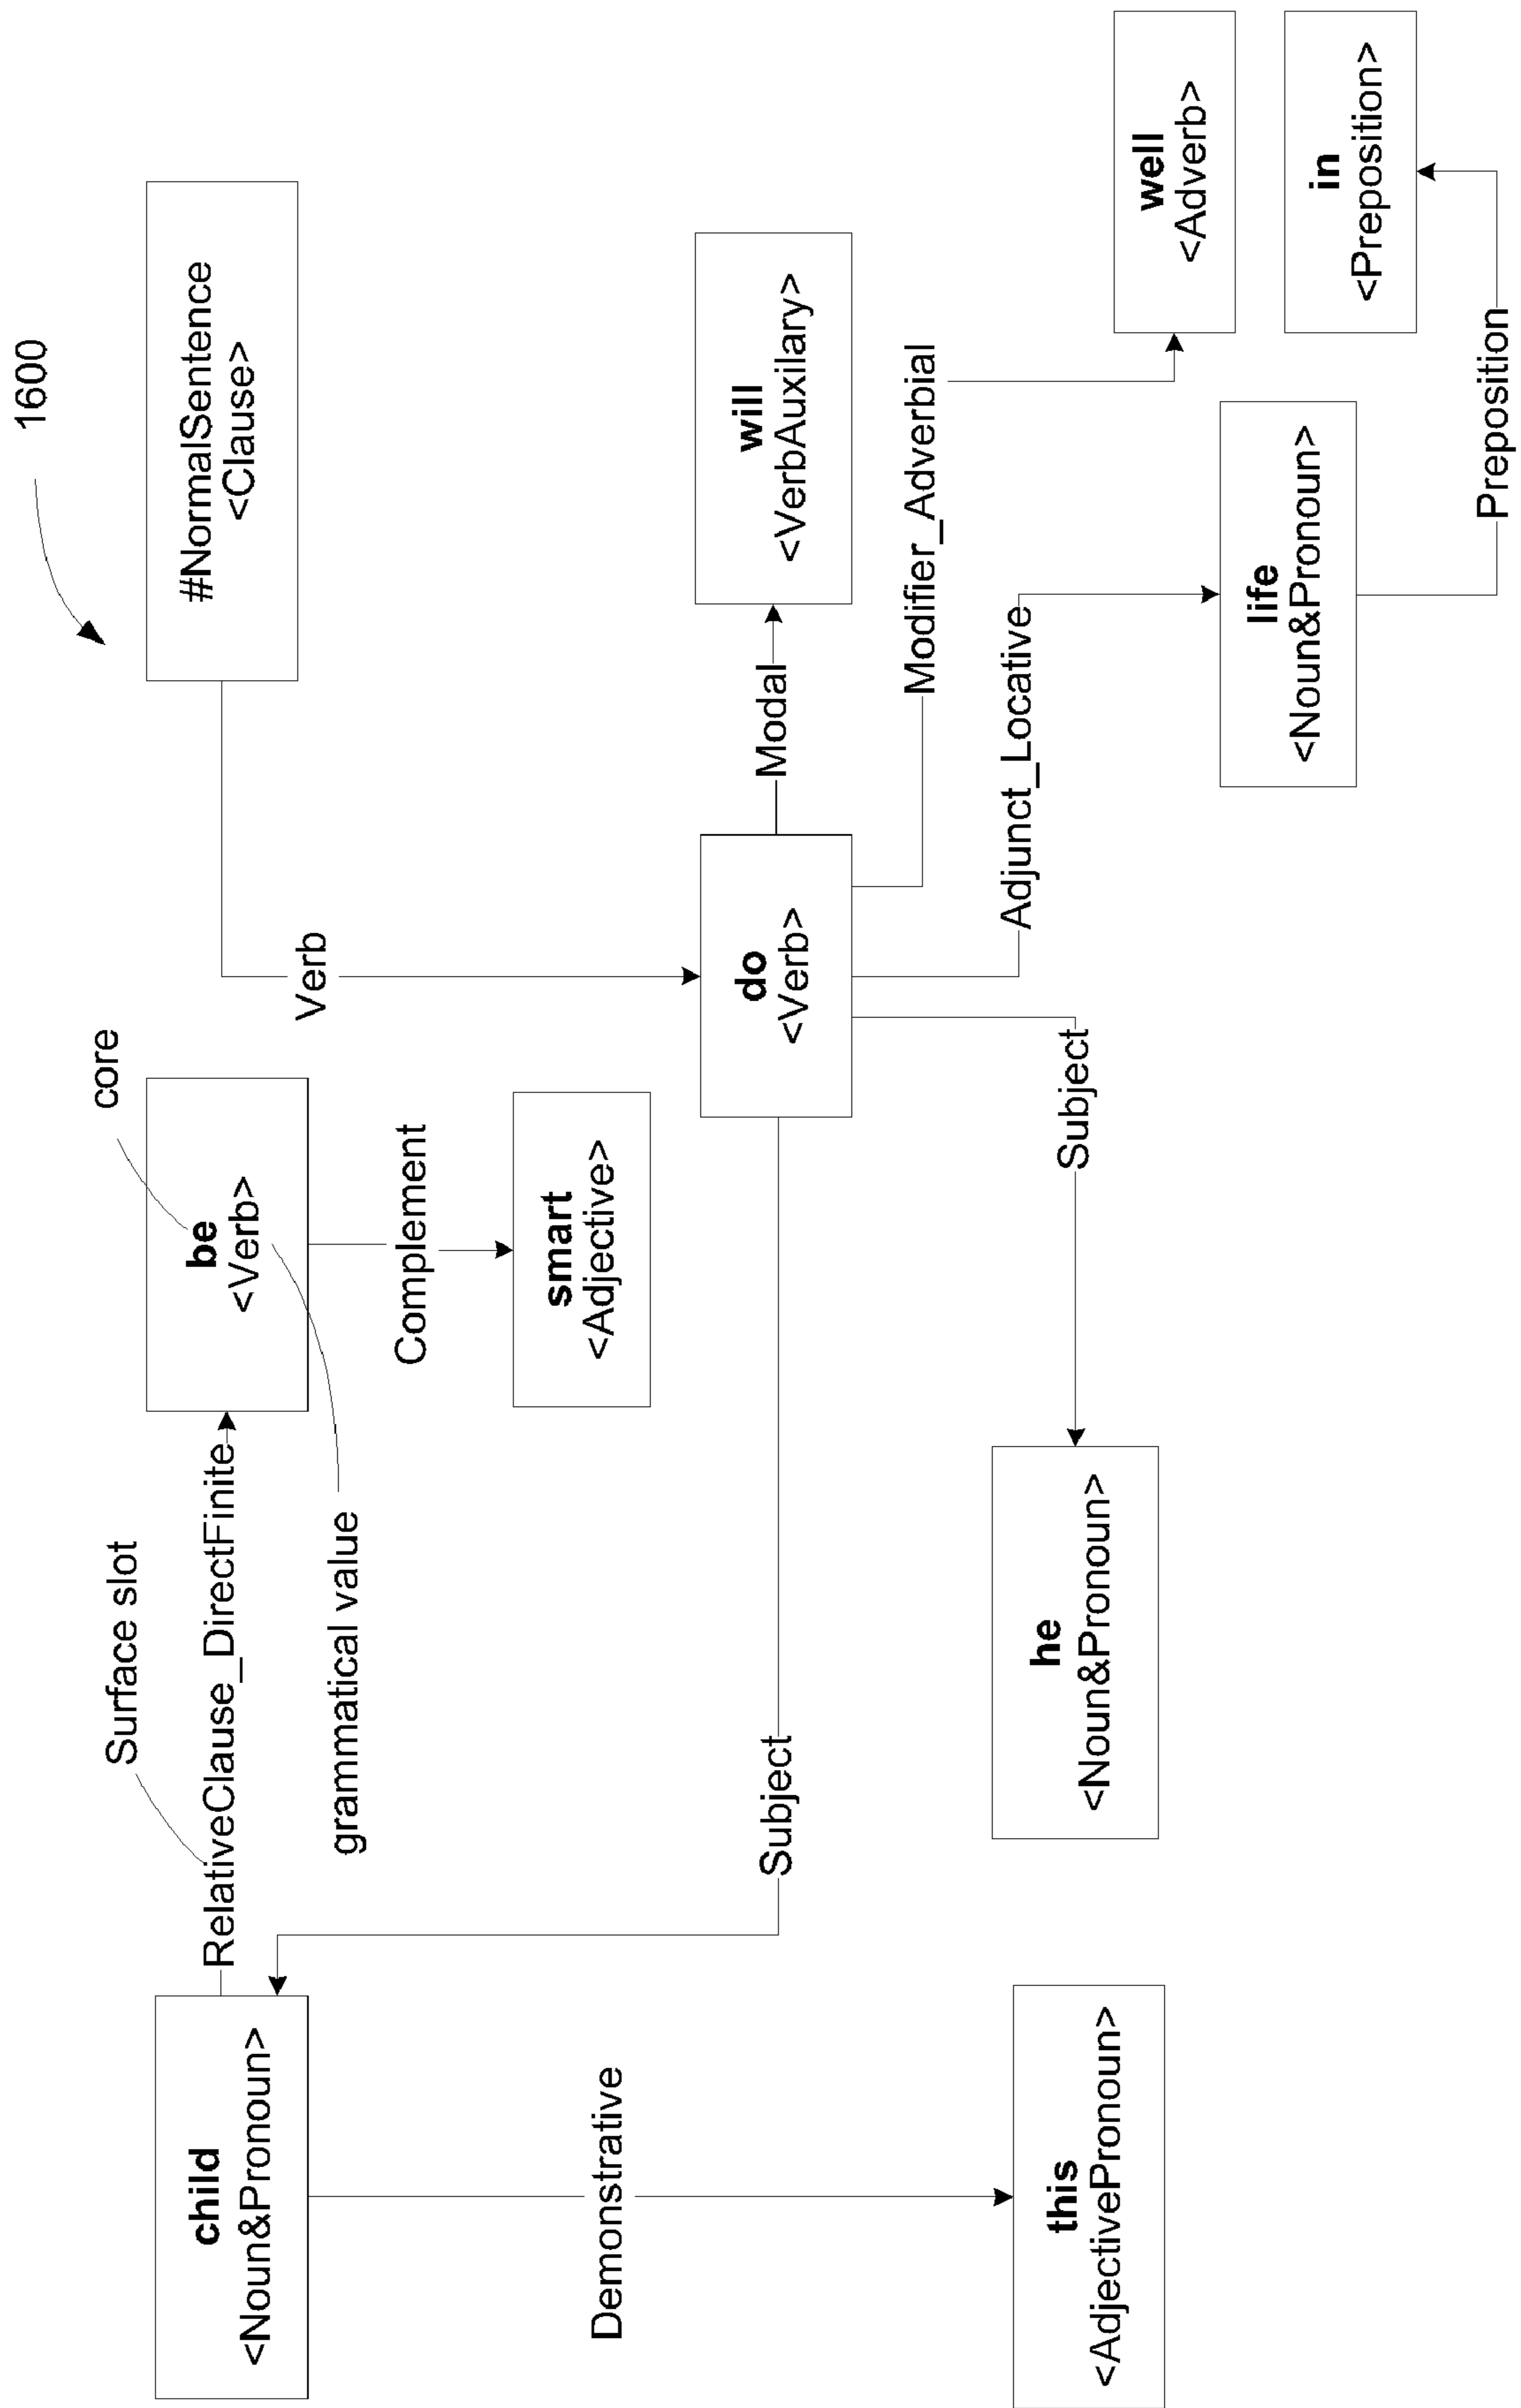 1600
#NormalSentence
<Clause>
Verb
core
be
<Verb>
Surface slot
RelativeClause_DirectFinite
grammatical value
Complement
smart
<Adjective>
child
<Noun&Pronoun>
Demonstrative
this
<AdjectivePronoun>
Subject
do
<Verb>
Modal
will
<VerbAuxilary>
Modifier_Adverbial
well
<Adverb>
Adjunct_Locative
life
<Noun&Pronoun>
Preposition
in
<Preposition>
Subject
he
<Noun&Pronoun>